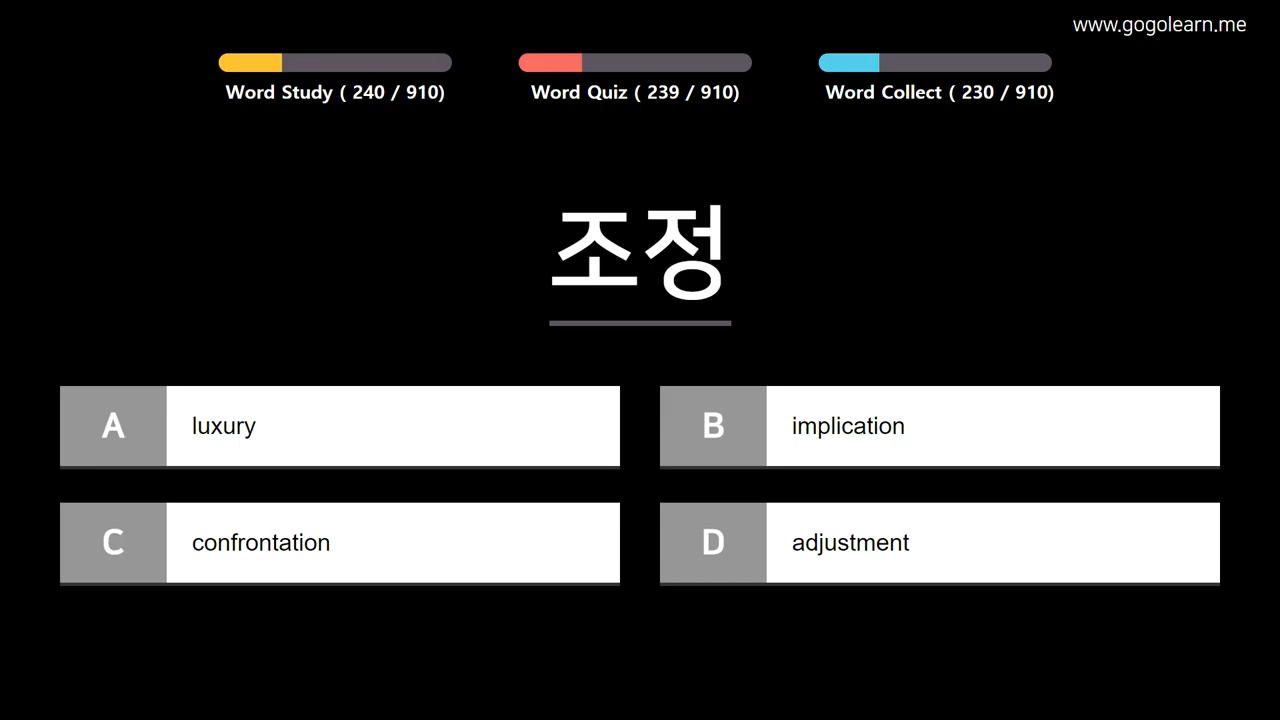 www.gogolearn.me
Word Study ( 240 / 910)
Word Quiz ( 239 / 910)
Word Collect ( 230 / 910)
조정
A luxury
B implication
C confrontation
D adjustment